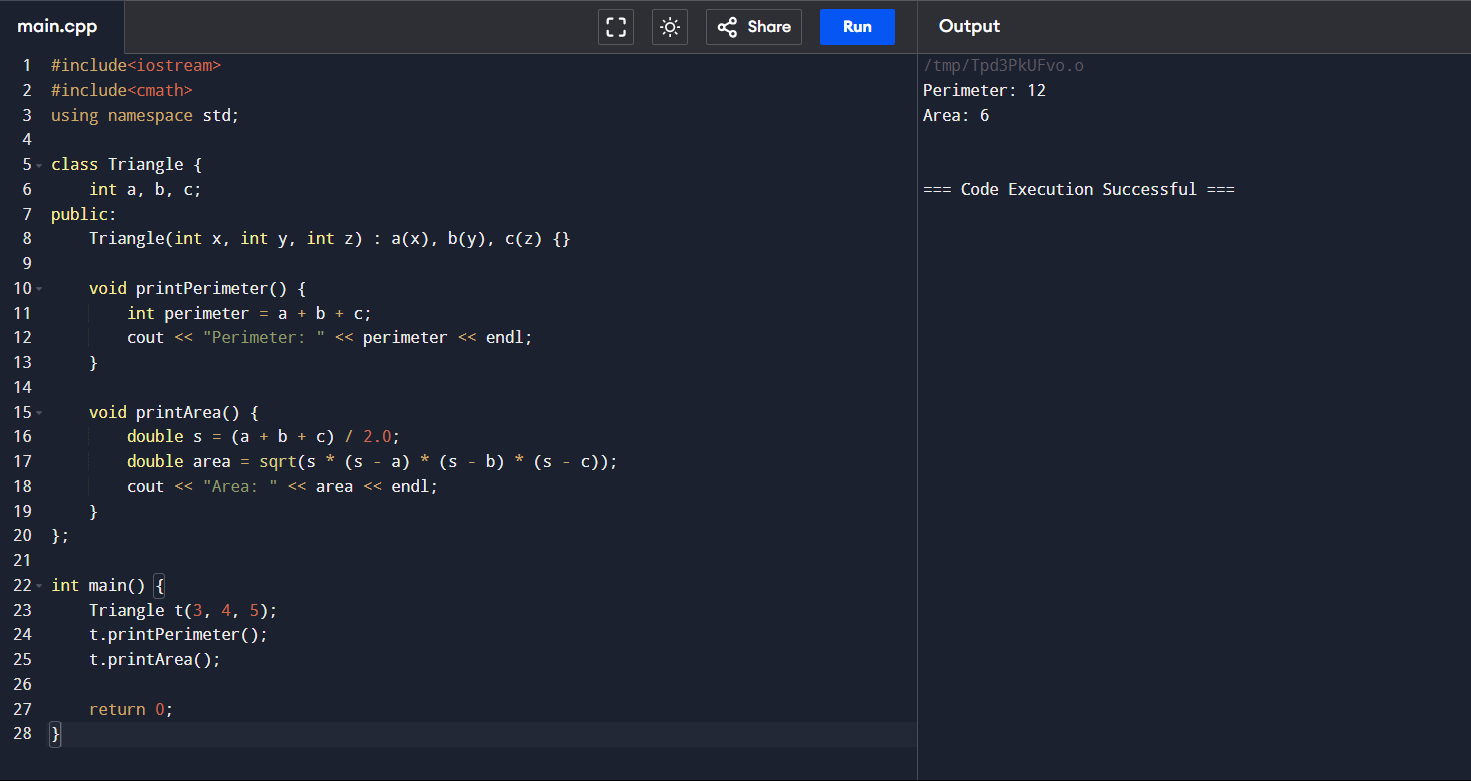 main.cpp
Share
Run
Output
1 #include<iostream>
2 #include<cmath>
3 using namespace std;
4
5 class Triangle {
6     int a, b, c;
7 public:
8     Triangle(int x, int y, int z) : a(x), b(y), c(z) {}
9
10     void printPerimeter() {
11         int perimeter = a + b + c;
12         cout << "Perimeter: " << perimeter << endl;
13     }
14
15     void printArea() {
16         double s = (a + b + c) / 2.0;
17         double area = sqrt(s * (s - a) * (s - b) * (s - c));
18         cout << "Area: " << area << endl;
19     }
20 };
21
22 int main() {
23     Triangle t(3, 4, 5);
24     t.printPerimeter();
25     t.printArea();
26
27     return 0;
28 }
/tmp/Tpd3PkUFvo.o
Perimeter: 12
Area: 6
=== Code Execution Successful ===